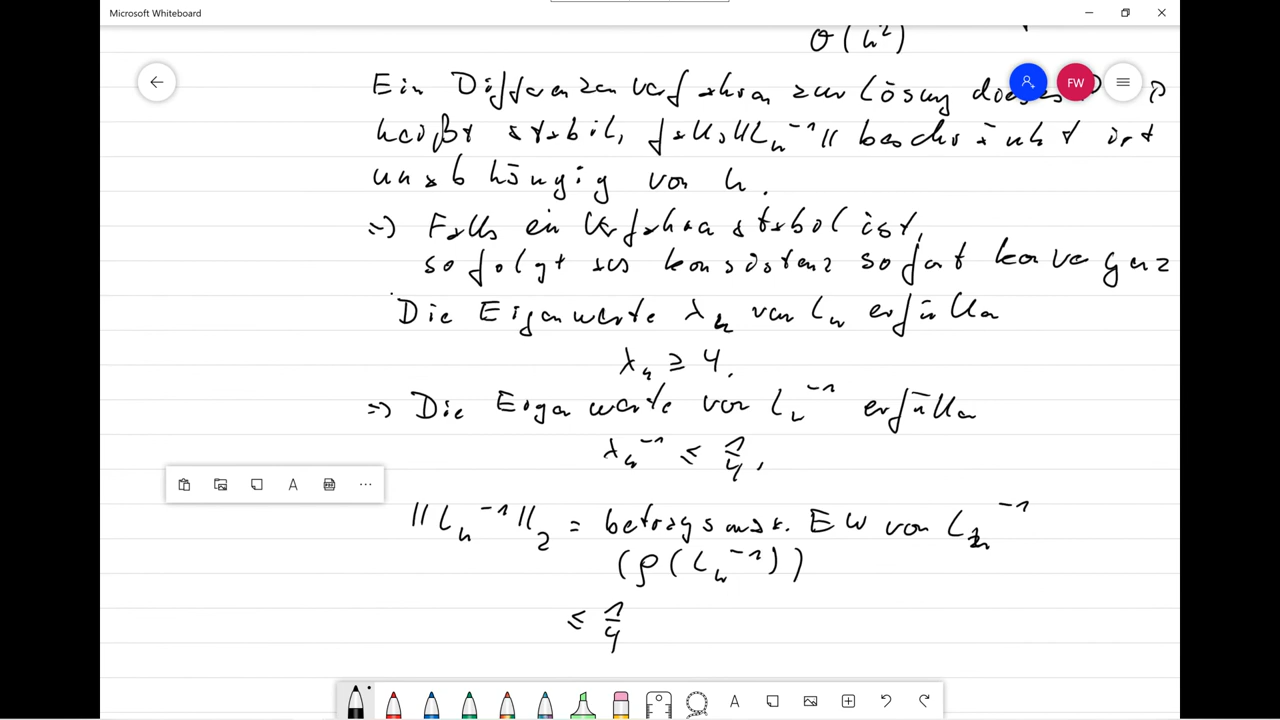 Microsoft Whiteboard
O(h²)
Ein Differenzenverfahren zur Lösung dieses
FW
heißt stabil, falls ||L_h^-1|| beschränkt ist
unabhängig von h.
=> Falls ein Verfahren stabil ist,
so folgt aus Konsistenz sofort Konvergenz
Die Eigenwerte λ_h von L_h erfüllen
λ_h ≥ 4.
=> Die Eigenwerte von L_h^-1 erfüllen
λ_h^-1 ≤ 1/4,
||L_h^-1||_2 = betragsmax. EW von L_h^-1
(ρ(L_h^-1))
≤ 1/4